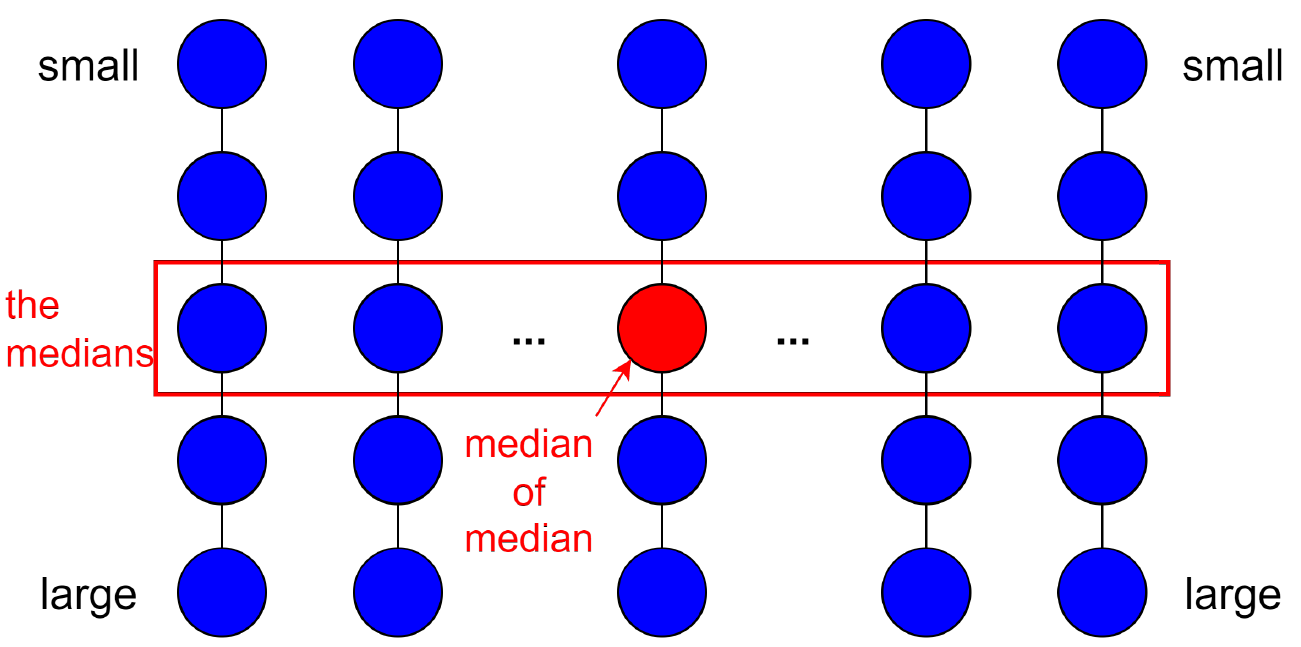 small
small
the
medians
...
...
median
of
median
large
large